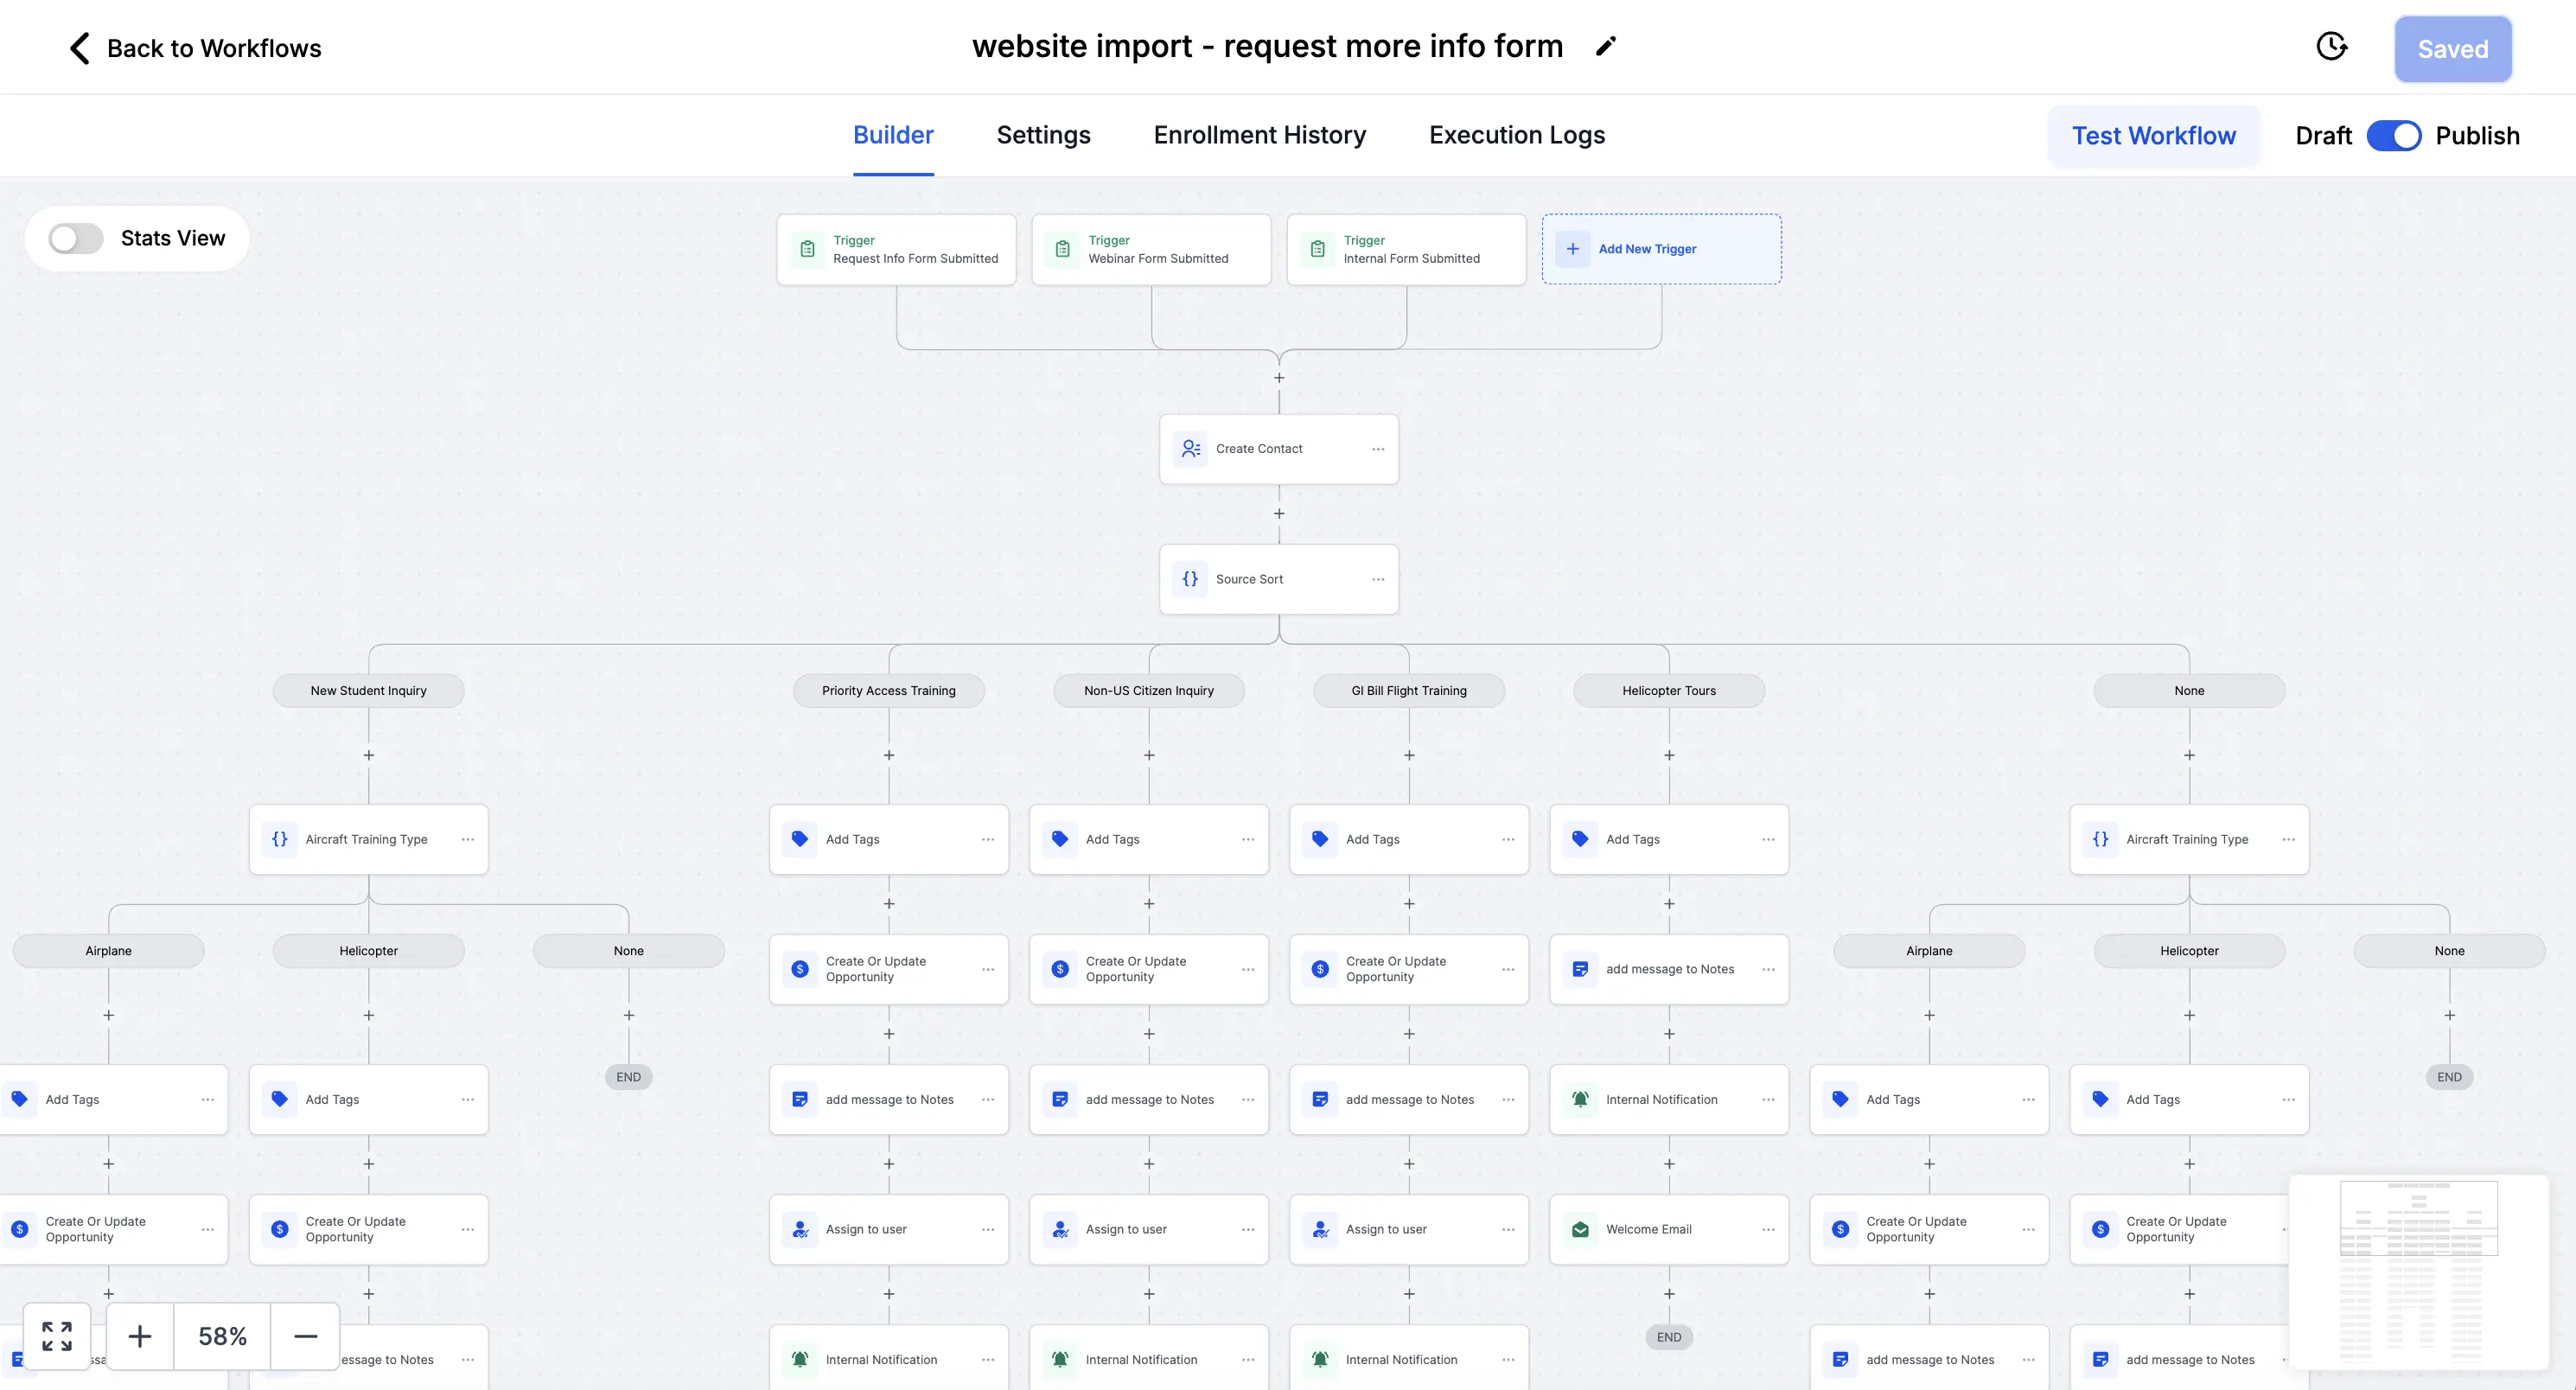 Back to Workflows
website import - request more info form
Saved
Builder
Settings
Enrollment History
Execution Logs
Test Workflow
Draft
Publish
Stats View
Trigger
Request Info Form Submitted
Trigger
Webinar Form Submitted
Trigger
Internal Form Submitted
Add New Trigger
Create Contact
Source Sort
New Student Inquiry
Priority Access Training
Non-US Citizen Inquiry
GI Bill Flight Training
Helicopter Tours
None
Aircraft Training Type
Add Tags
Add Tags
Add Tags
Add Tags
Aircraft Training Type
Airplane
Helicopter
None
Create Or Update
Opportunity
Create Or Update
Opportunity
Create Or Update
Opportunity
add message to Notes
Airplane
Helicopter
None
Add Tags
Add Tags
END
add message to Notes
add message to Notes
add message to Notes
Internal Notification
Add Tags
Add Tags
END
Create Or Update
Opportunity
Create Or Update
Opportunity
Assign to user
Assign to user
Assign to user
Welcome Email
Create Or Update
Opportunity
Create Or Update
Opportunity
58%
essage to Notes
Internal Notification
Internal Notification
Internal Notification
END
add message to Notes
add message to Notes